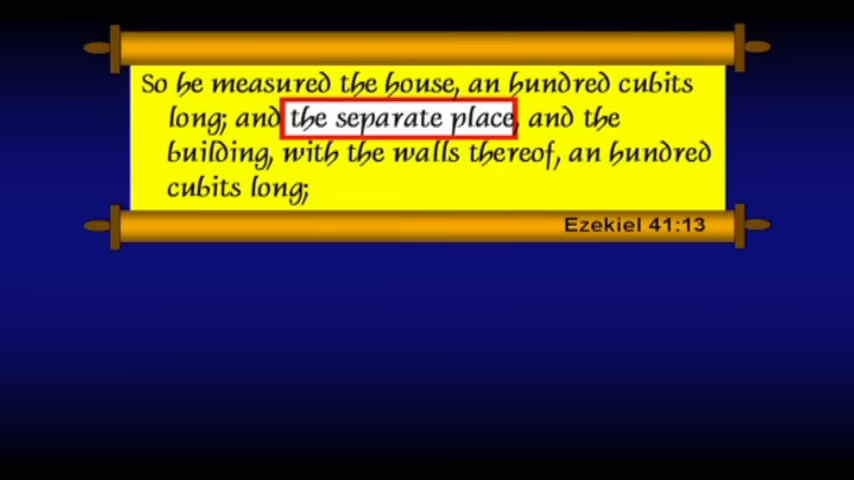 So he measured the house, an hundred cubits
long; and the separate place, and the
building, with the walls thereof, an hundred
cubits long;
Ezekiel 41:13